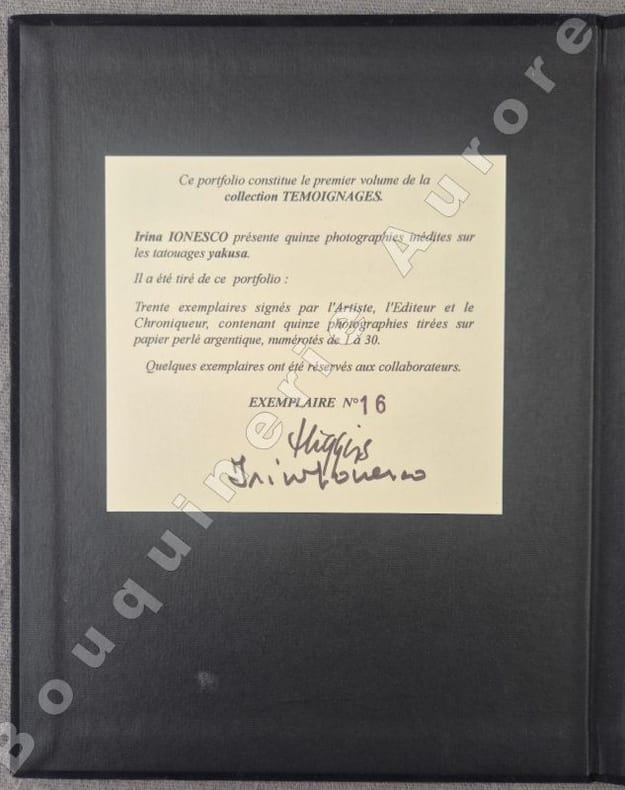 Ce portfolio constitue le premier volume de la
collection TEMOIGNAGES.
Irina IONESCO présente quinze photographies inédites sur
les tatouages yakusa.
Il a été tiré de ce portfolio :
Trente exemplaires signés par l'Artiste, l'Editeur et le
Chroniqueur, contenant quinze photographies tirées sur
papier perlé argentique, numérotés de 1 à 30.
Quelques exemplaires ont été réservés aux collaborateurs.
EXEMPLAIRE N° 16
Higgins
Irina Ionesco
Bouquinerie Aurore